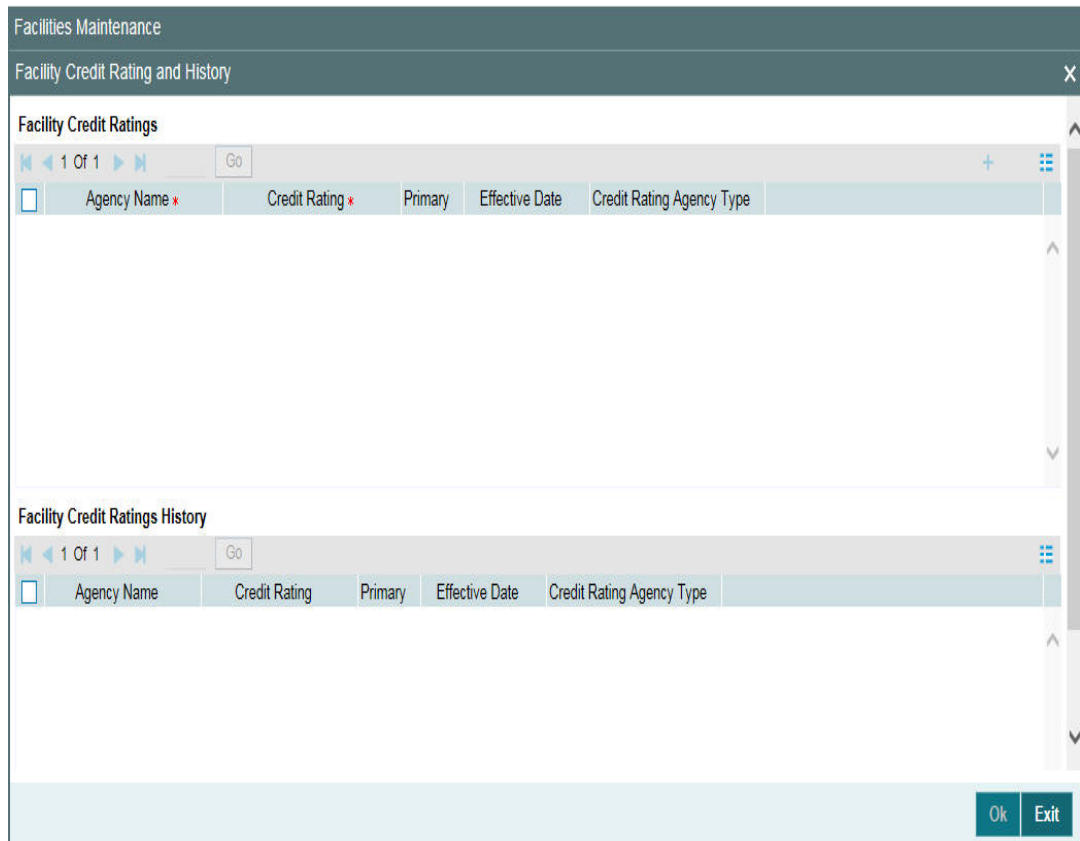 Facilities Maintenance
Facility Credit Rating and History X
Facility Credit Ratings
1 Of 1 Go
Agency Name * Credit Rating * Primary Effective Date Credit Rating Agency Type
Facility Credit Ratings History
1 Of 1 Go
Agency Name Credit Rating Primary Effective Date Credit Rating Agency Type
Ok Exit